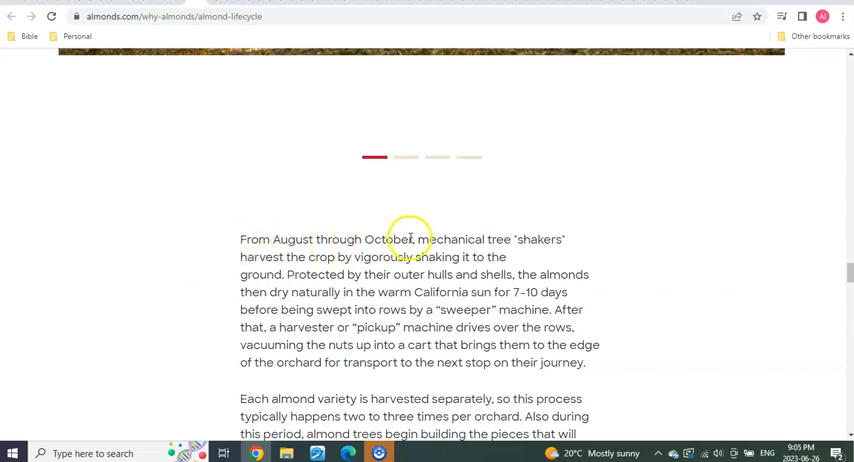 almonds.com/why-almonds/almond-lifecycle
AI
Bible
Personal
Other bookmarks
From August through October, mechanical tree "shakers"
harvest the crop by vigorously shaking it to the
ground. Protected by their outer hulls and shells, the almonds
then dry naturally in the warm California sun for 7–10 days
before being swept into rows by a “sweeper” machine. After
that, a harvester or “pickup” machine drives over the rows,
vacuuming the nuts up into a cart that brings them to the edge
of the orchard for transport to the next stop on their journey.
Each almond variety is harvested separately, so this process
typically happens two to three times per orchard. Also during
this period, almond trees begin building the pieces that will
Type here to search
20°C Mostly sunny
ENG
9:05 PM
2023-06-26
2